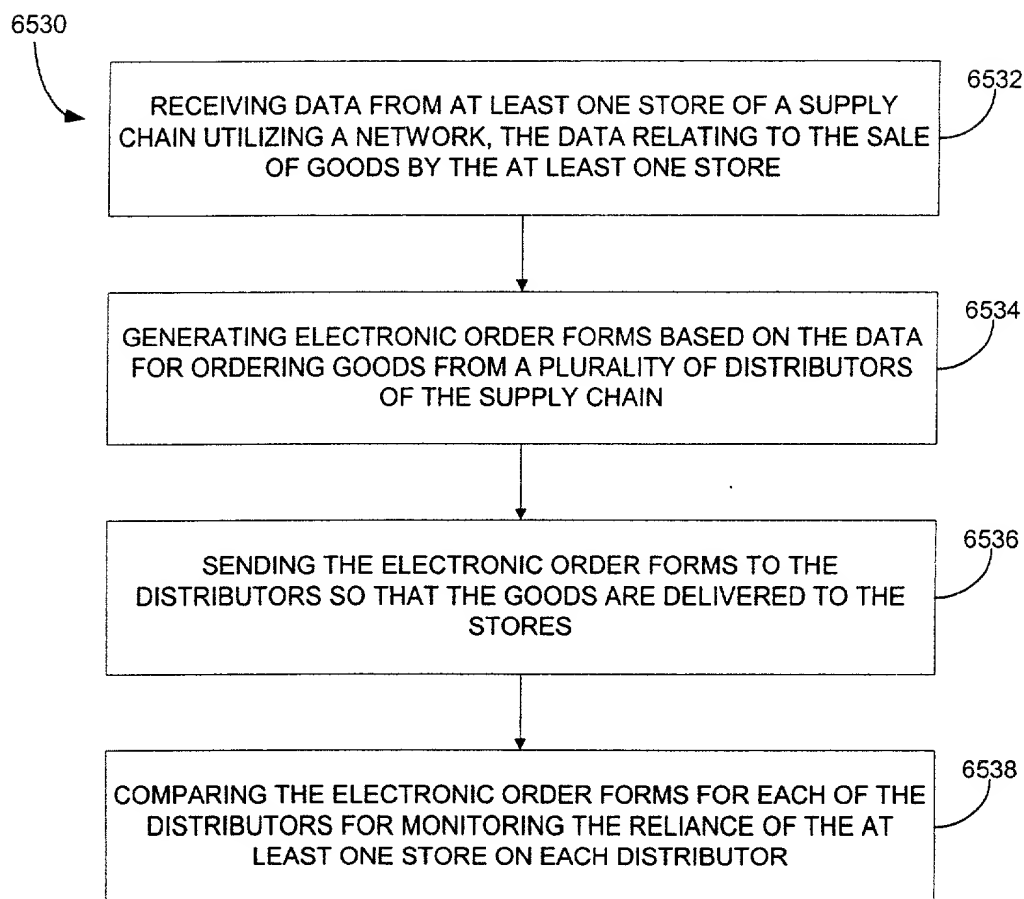 6530
6532
RECEIVING DATA FROM AT LEAST ONE STORE OF A SUPPLY
CHAIN UTILIZING A NETWORK, THE DATA RELATING TO THE SALE
OF GOODS BY THE AT LEAST ONE STORE
6534
GENERATING ELECTRONIC ORDER FORMS BASED ON THE DATA
FOR ORDERING GOODS FROM A PLURALITY OF DISTRIBUTORS
OF THE SUPPLY CHAIN
6536
SENDING THE ELECTRONIC ORDER FORMS TO THE
DISTRIBUTORS SO THAT THE GOODS ARE DELIVERED TO THE
STORES
6538
COMPARING THE ELECTRONIC ORDER FORMS FOR EACH OF THE
DISTRIBUTORS FOR MONITORING THE RELIANCE OF THE AT
LEAST ONE STORE ON EACH DISTRIBUTOR